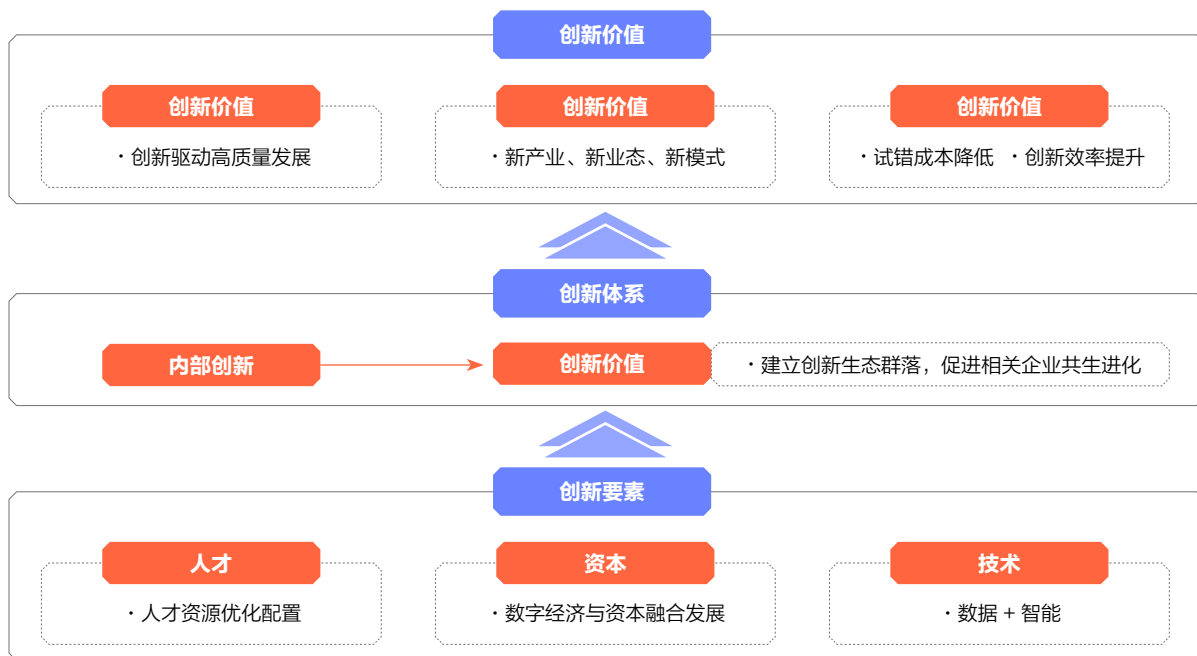 创新价值
创新价值
创新价值
创新价值
· 创新驱动高质量发展
· 新产业、新业态、新模式
· 试错成本降低 · 创新效率提升
创新体系
内部创新
创新价值
· 建立创新生态群落，促进相关企业共生进化
创新要素
人才
资本
技术
· 人才资源优化配置
· 数字经济与资本融合发展
· 数据 + 智能